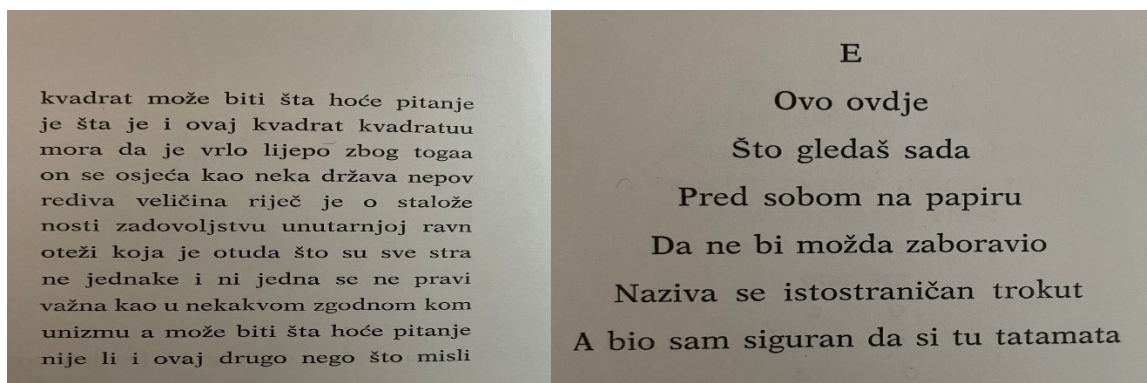 kvadrat može biti šta hoće pitanje
je šta je i ovaj kvadrat kvadratuu
mora da je vrlo lijepo zbog togaa
on se osjeća kao neka država nepov
rediva veličina riječ je o stalože
nosti zadovoljstvu unutarnjoj ravn
oteži koja je otuda što su sve stra
ne jednake i ni jedna se ne pravi
važna kao u nekakvom zgodnom kom
unizmu a može biti šta hoće pitanje
nije li i ovaj drugo nego što misli
E
Ovo ovdje
Što gledaš sada
Pred sobom na papiru
Da ne bi možda zaboravio
Naziva se istostraničan trokut
A bio sam siguran da si tu tatamata